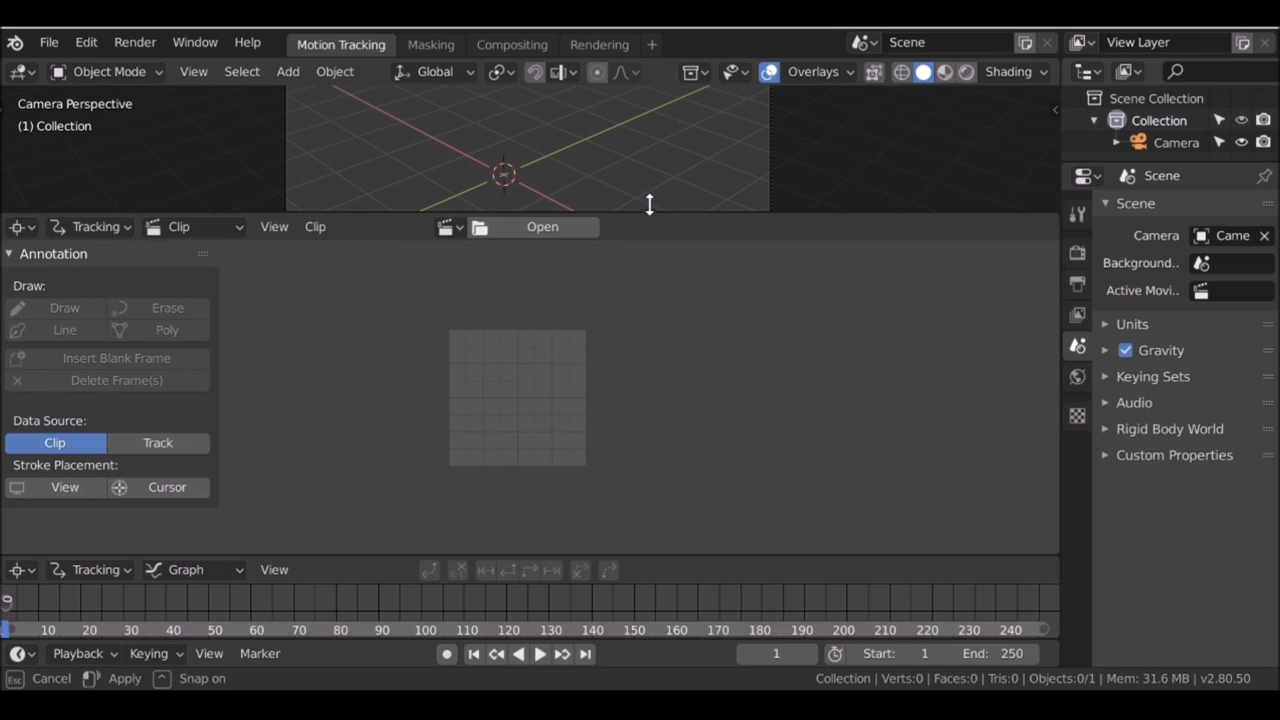 File Edit Render Window Help Motion Tracking Masking Compositing Rendering + Scene View Layer
Object Mode View Select Add Object Global Overlays Shading
Camera Perspective
(1) Collection
Scene Collection
Collection
Camera
Scene
Scene
Camera Came
Background..
Active Movi..
Units
Gravity
Keying Sets
Audio
Rigid Body World
Custom Properties
Tracking Clip View Clip Open
Annotation
Draw:
Draw Erase
Line Poly
Insert Blank Frame
Delete Frame(s)
Data Source:
Clip Track
Stroke Placement:
View Cursor
Tracking Graph View
0
10 20 30 40 50 60 70 80 90 100 110 120 130 140 150 160 170 180 190 200 210 220 230 240
Playback Keying View Marker 1 Start: 1 End: 250
Esc Cancel Apply ^ Snap on Collection | Verts:0 | Faces:0 | Tris:0 | Objects:0/1 | Mem: 31.6 MB | v2.80.50